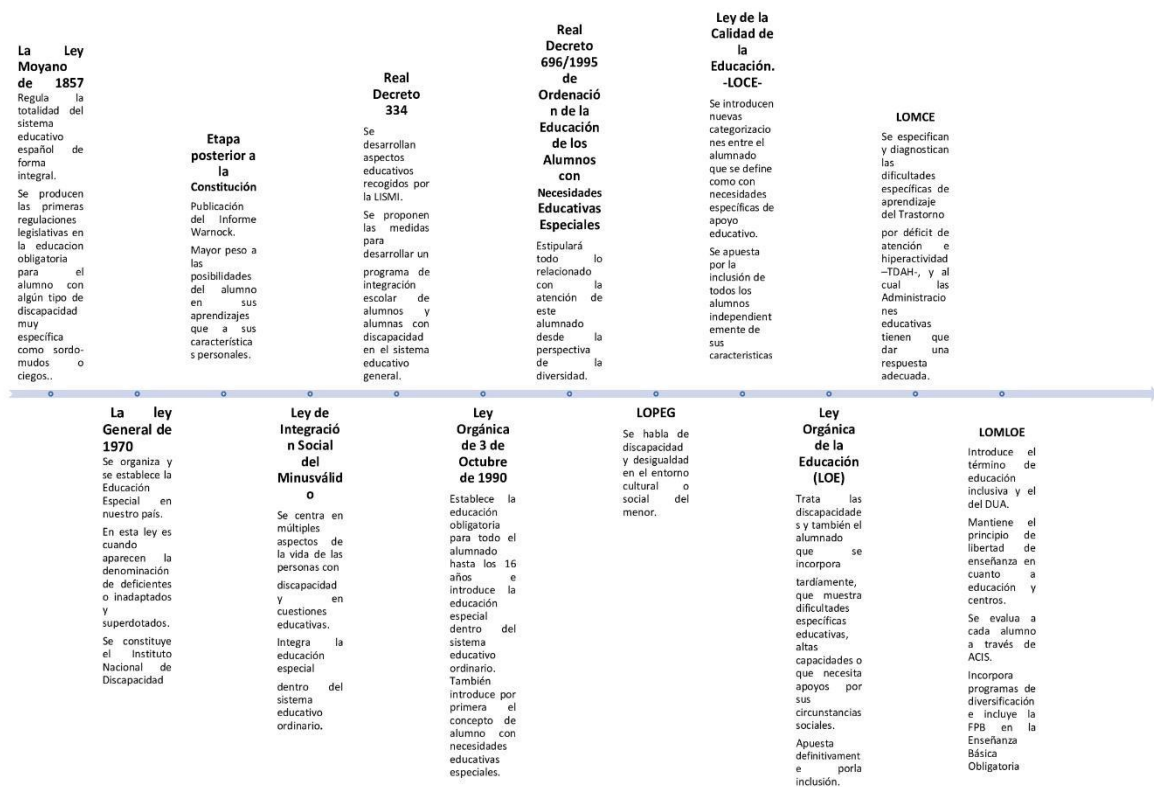 La Ley
Moyano
de 1857
Regula la
totalidad del
sistema
educativo
español de
forma
integral.
Se producen
las primeras
regulaciones
legislativas en
la educacion
obligatoria
para el
alumno con
algún tipo de
discapacidad
muy
específica
como sordo-
mudos o
ciegos..
La ley
General de
1970
Se organiza y
se establece la
Educación
Especial en
nuestro país.
En esta ley es
cuando
aparecen la
denominación
de deficientes
o inadaptados
y
superdotados.
Se constituye
el Instituto
Nacional de
Discapacidad
Etapa
posterior a
la
Constitución
Publicación
del Informe
Warnock.
Mayor peso a
las
posibilidades
del alumno
en sus
aprendizajes
que a sus
característica
s personales.
Ley de
Integració
n Social
del
Minusválid
o
Se centra en
múltiples
aspectos de
la vida de las
personas con
discapacidad
y en
cuestiones
educativas.
Integra la
educación
especial
dentro del
sistema
educativo
ordinario.
Real
Decreto
334
Se
desarrollan
aspectos
educativos
recogidos por
la LISMI.
Se proponen
las medidas
para
desarrollar un
programa de
integración
escolar de
alumnos y
alumnas con
discapacidad
en el sistema
educativo
general.
Ley
Orgánica
de 3 de
Octubre
de 1990
Establece la
educación
obligatoria
para todo el
alumnado
hasta los 16
años e
introduce la
educación
especial
dentro del
sistema
educativo
ordinario.
También
introduce por
primera el
concepto de
alumno con
necesidades
educativas
especiales.
Real
Decreto
696/1995
de
Ordenació
n de la
Educación
de los
Alumnos
con
Necesidades
Educativas
Especiales
Estipulará
todo lo
relacionado
con la
atención de
este
alumnado
desde la
perspectiva
de la
diversidad.
LOPEG
Se habla de
discapacidad
y desigualdad
en el entorno
cultural o
social del
menor.
Ley de la
Calidad de
la
Educación.
-LOCE-
Se introducen
nuevas
categorizacio
nes entre el
alumnado
que se define
como con
necesidades
específicas de
apoyo
educativo.
Se apuesta
por la
inclusión de
todos los
alumnos
independient
emente de
sus
caracteristicas
Ley
Orgánica
de la
Educación
(LOE)
Trata las
discapacidade
s y también el
alumnado
que se
incorpora
tardíamente,
que muestra
dificultades
específicas
educativas,
altas
capacidades o
que necesita
apoyos por
sus
circunstancias
sociales.
Apuesta
definitivament
e porla
inclusión.
LOMCE
Se especifican
y diagnostican
las
dificultades
específicas de
aprendizaje
del Trastorno
por déficit de
atención e
hiperactividad
–TDAH-, y al
cual las
Administracio
nes
educativas
tienen que
dar una
respuesta
adecuada.
LOMLOE
Introduce el
término de
educación
inclusiva y el
del DUA.
Mantiene el
principio de
libertad de
enseñanza en
cuanto a
educación y
centros.
Se evalua a
cada alumno
a través de
ACIS.
Incorpora
programas de
diversificación
e incluye la
FPB en la
Enseñanza
Básica
Obligatoria